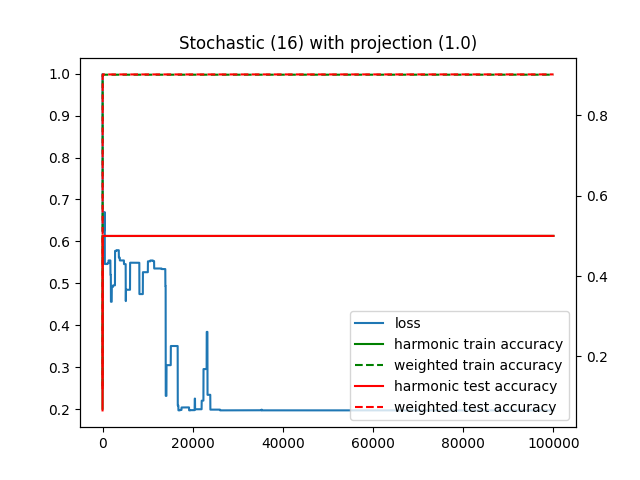 Stochastic (16) with projection (1.0)
1.0
0.9
0.8
0.7
0.6
0.5
0.4
0.3
0.2
0.8
0.6
0.4
0.2
loss
harmonic train accuracy
weighted train accuracy
harmonic test accuracy
weighted test accuracy
0 20000 40000 60000 80000 100000